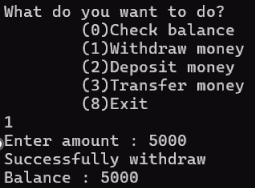 What do you want to do?
(0)Check balance
(1)Withdraw money
(2)Deposit money
(3)Transfer money
(8)Exit
1
Enter amount : 5000
Successfully withdraw
Balance : 5000